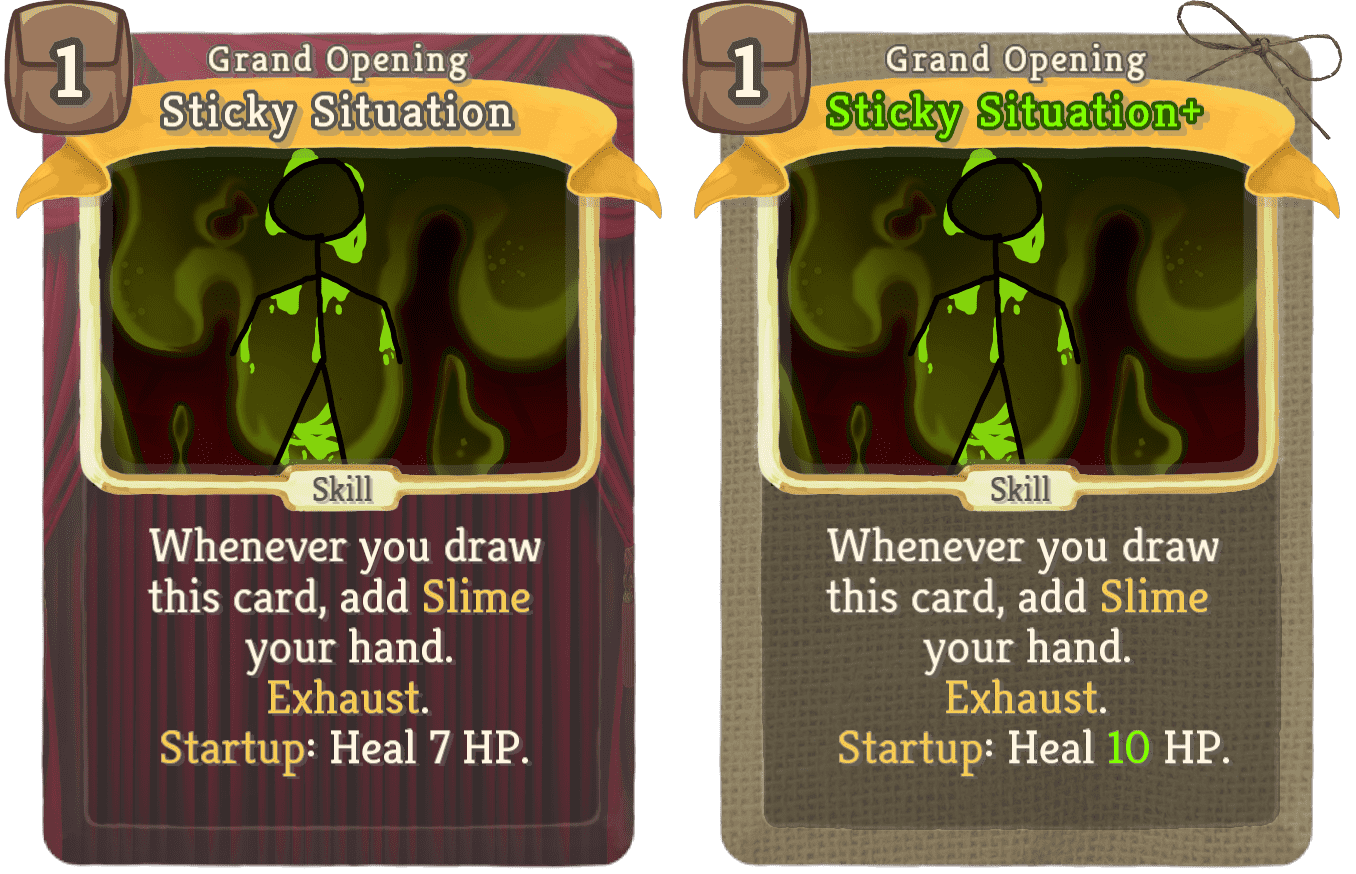 1
Grand Opening
Sticky Situation
Skill
Whenever you draw
this card, add Slime
your hand.
Exhaust.
Startup: Heal 7 HP.
1
Grand Opening
Sticky Situation+
Skill
Whenever you draw
this card, add Slime
your hand.
Exhaust.
Startup: Heal 10 HP.